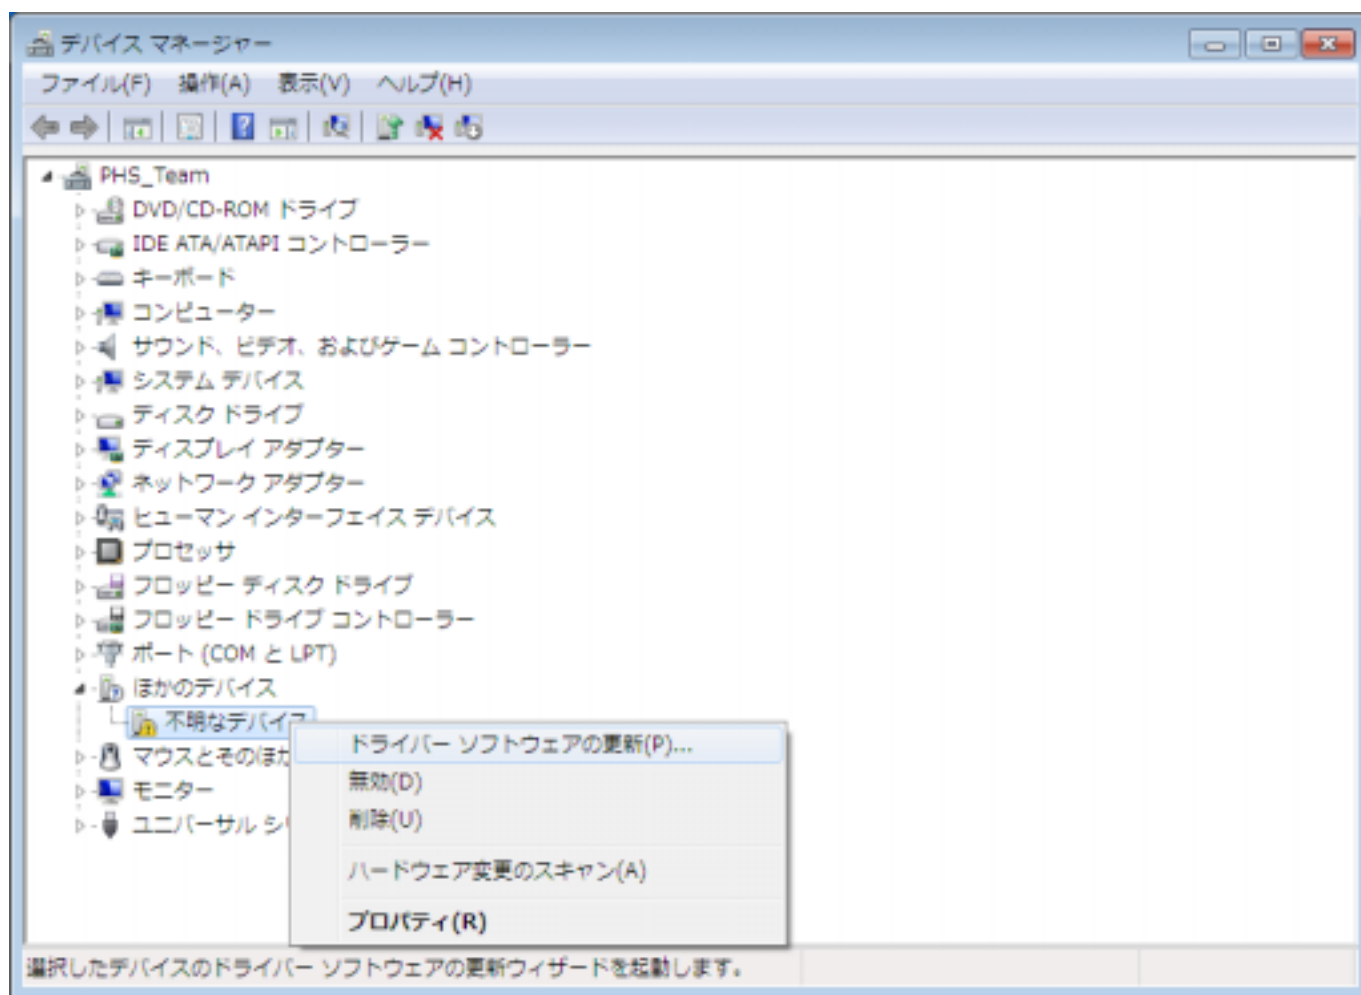 デバイス マネージャー
ファイル(F) 操作(A) 表示(V) ヘルプ(H)
PHS_Team
DVD/CD-ROM ドライブ
IDE ATA/ATAPI コントローラー
キーボード
コンピューター
サウンド、ビデオ、およびゲーム コントローラー
システム デバイス
ディスク ドライブ
ディスプレイ アダプター
ネットワーク アダプター
ヒューマン インターフェイス デバイス
プロセッサ
フロッピー ディスク ドライブ
フロッピー ドライブ コントローラー
ポート (COM と LPT)
ほかのデバイス
不明なデバイス
マウスとそのほか
モニター
ユニバーサル シリ
ドライバー ソフトウェアの更新(P)...
無効(D)
削除(U)
ハードウェア変更のスキャン(A)
プロパティ(R)
選択したデバイスのドライバー ソフトウェアの更新ウィザードを起動します。